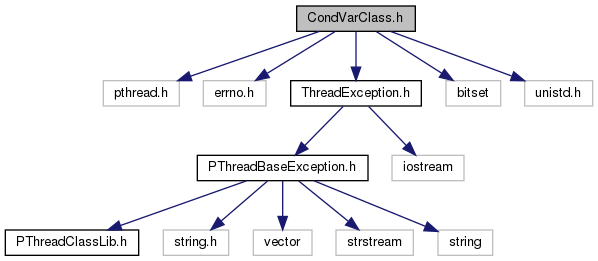 CondVarClass.h
pthread.h
errno.h
ThreadException.h
bitset
unistd.h
PThreadBaseException.h
iostream
PThreadClassLib.h
string.h
vector
strstream
string